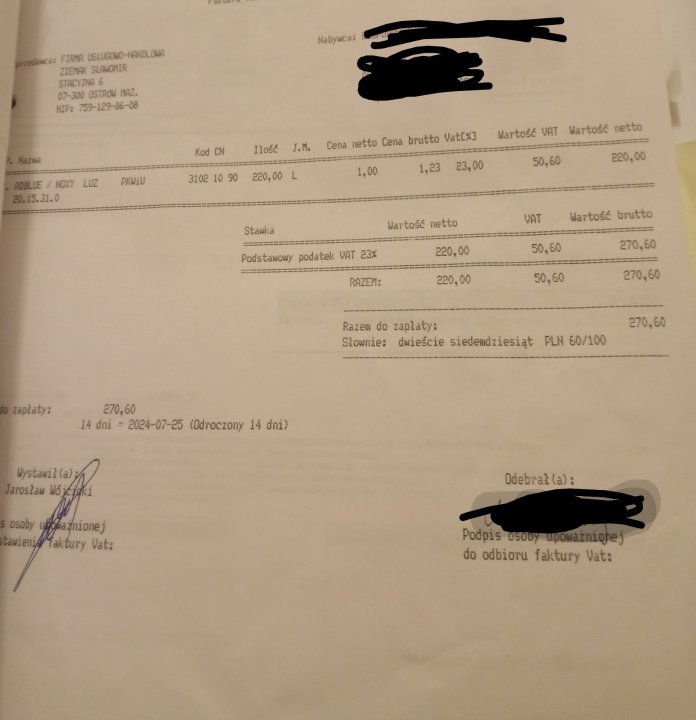 Faktura
Nabywca:
sprzedawca: FIRMA USŁUGOWO-HANDLOWA
ZIEMAK SŁAWOMIR
STACYJNA 6
07-300 OSTRÓW MAZ.
NIP: 759-129-86-08
P. Nazwa Kod CN Ilość J.M. Cena netto Cena brutto Vat[%] Wartość VAT Wartość netto
. ADBLUE / NOXY LUZ PKWiU 3102 10 90 220,00 L 1,00 1,23 23,00 50,60 220,00
20.15.31.0
Stawka Wartość netto VAT Wartość brutto
Podstawowy podatek VAT 23% 220,00 50,60 270,60
RAZEM: 220,00 50,60 270,60
Razem do zapłaty: 270,60
Słownie: dwieście siedemdziesiąt PLN 60/100
do zapłaty: 270,60
14 dni = 2024-07-25 (Odroczony 14 dni)
Wystawił(a):
Jarosław Wójcicki
s osoby upoważnionej
stawienia faktury Vat:
Odebrał(a):
Podpis osoby upoważnionej
do odbioru faktury Vat: